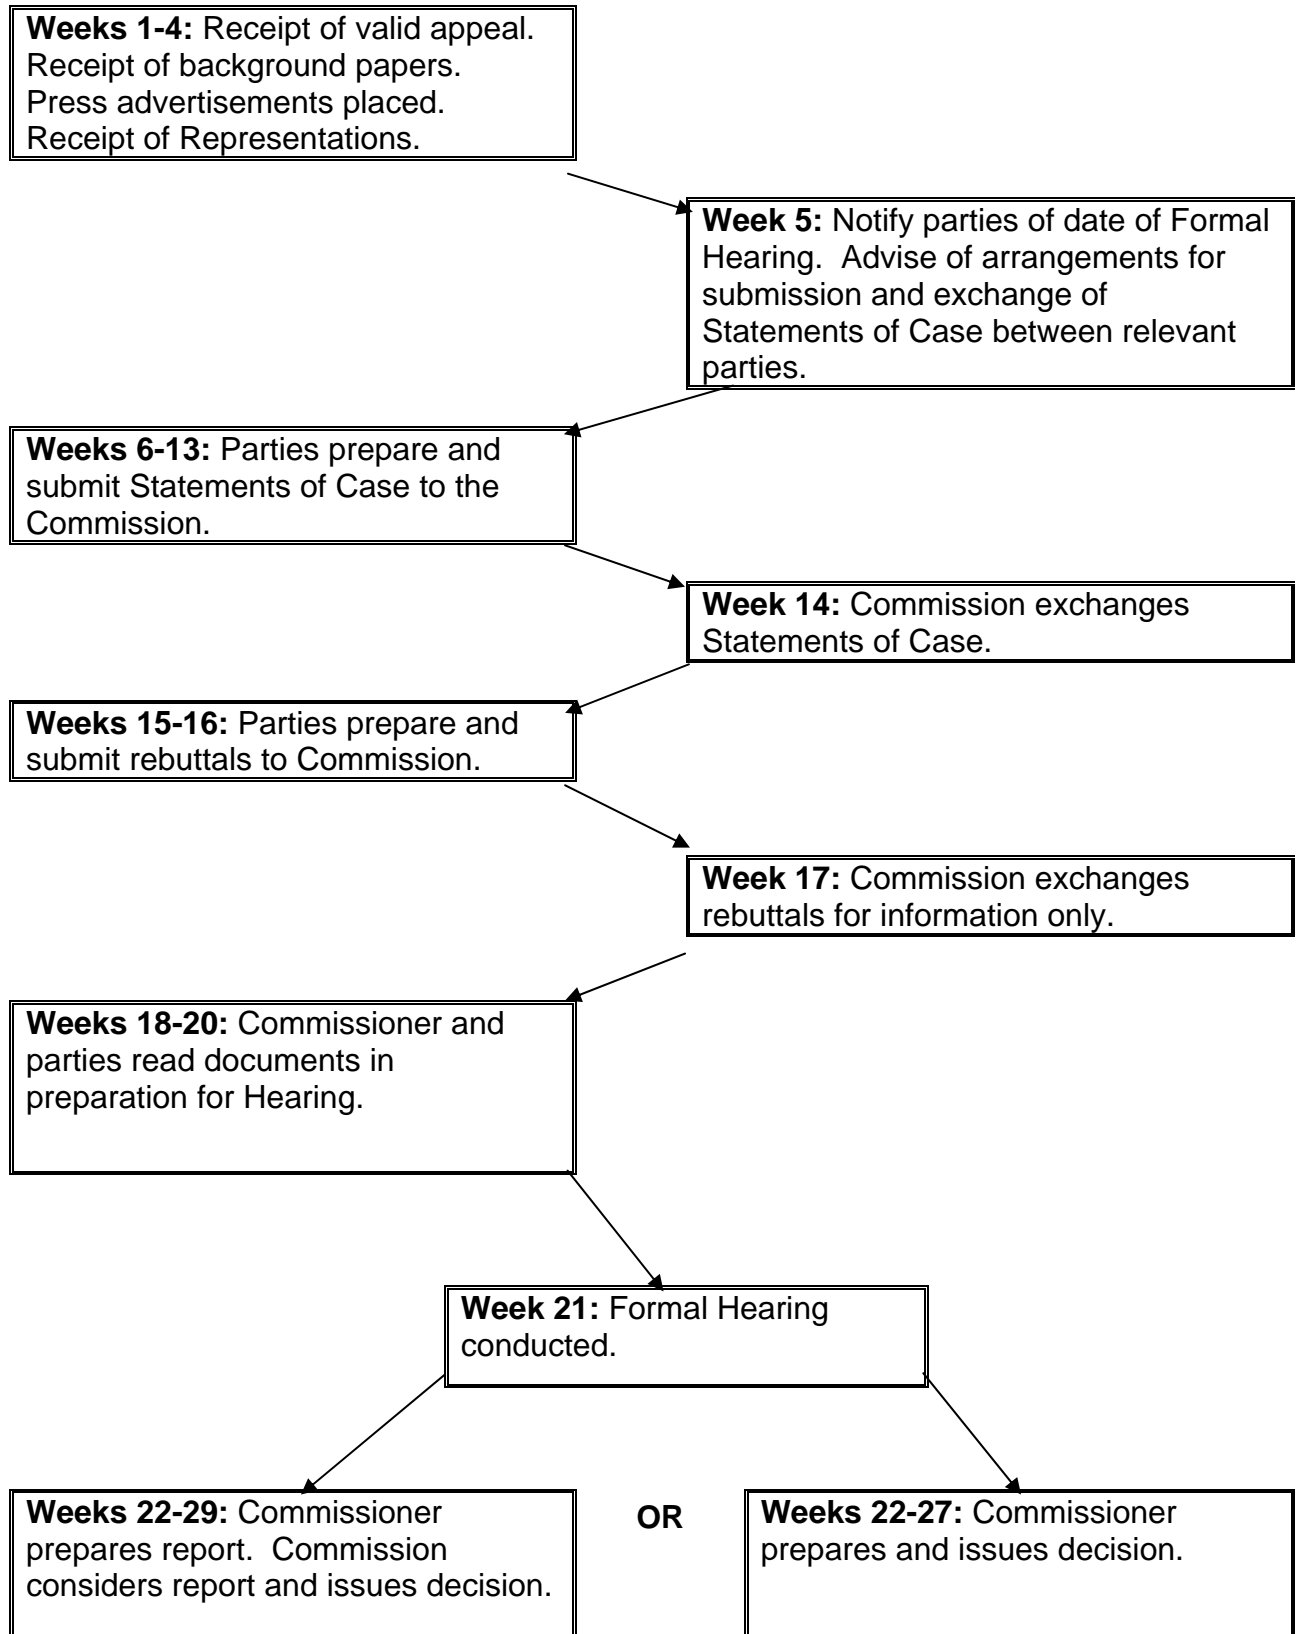 Weeks 1-4: Receipt of valid appeal.
Receipt of background papers.
Press advertisements placed.
Receipt of Representations.
Week 5: Notify parties of date of Formal
Hearing.  Advise of arrangements for
submission and exchange of
Statements of Case between relevant
parties.
Weeks 6-13: Parties prepare and
submit Statements of Case to the
Commission.
Week 14: Commission exchanges
Statements of Case.
Weeks 15-16: Parties prepare and
submit rebuttals to Commission.
Week 17: Commission exchanges
rebuttals for information only.
Weeks 18-20: Commissioner and
parties read documents in
preparation for Hearing.
Week 21: Formal Hearing
conducted.
Weeks 22-29: Commissioner
prepares report.  Commission
considers report and issues decision.
OR
Weeks 22-27: Commissioner
prepares and issues decision.